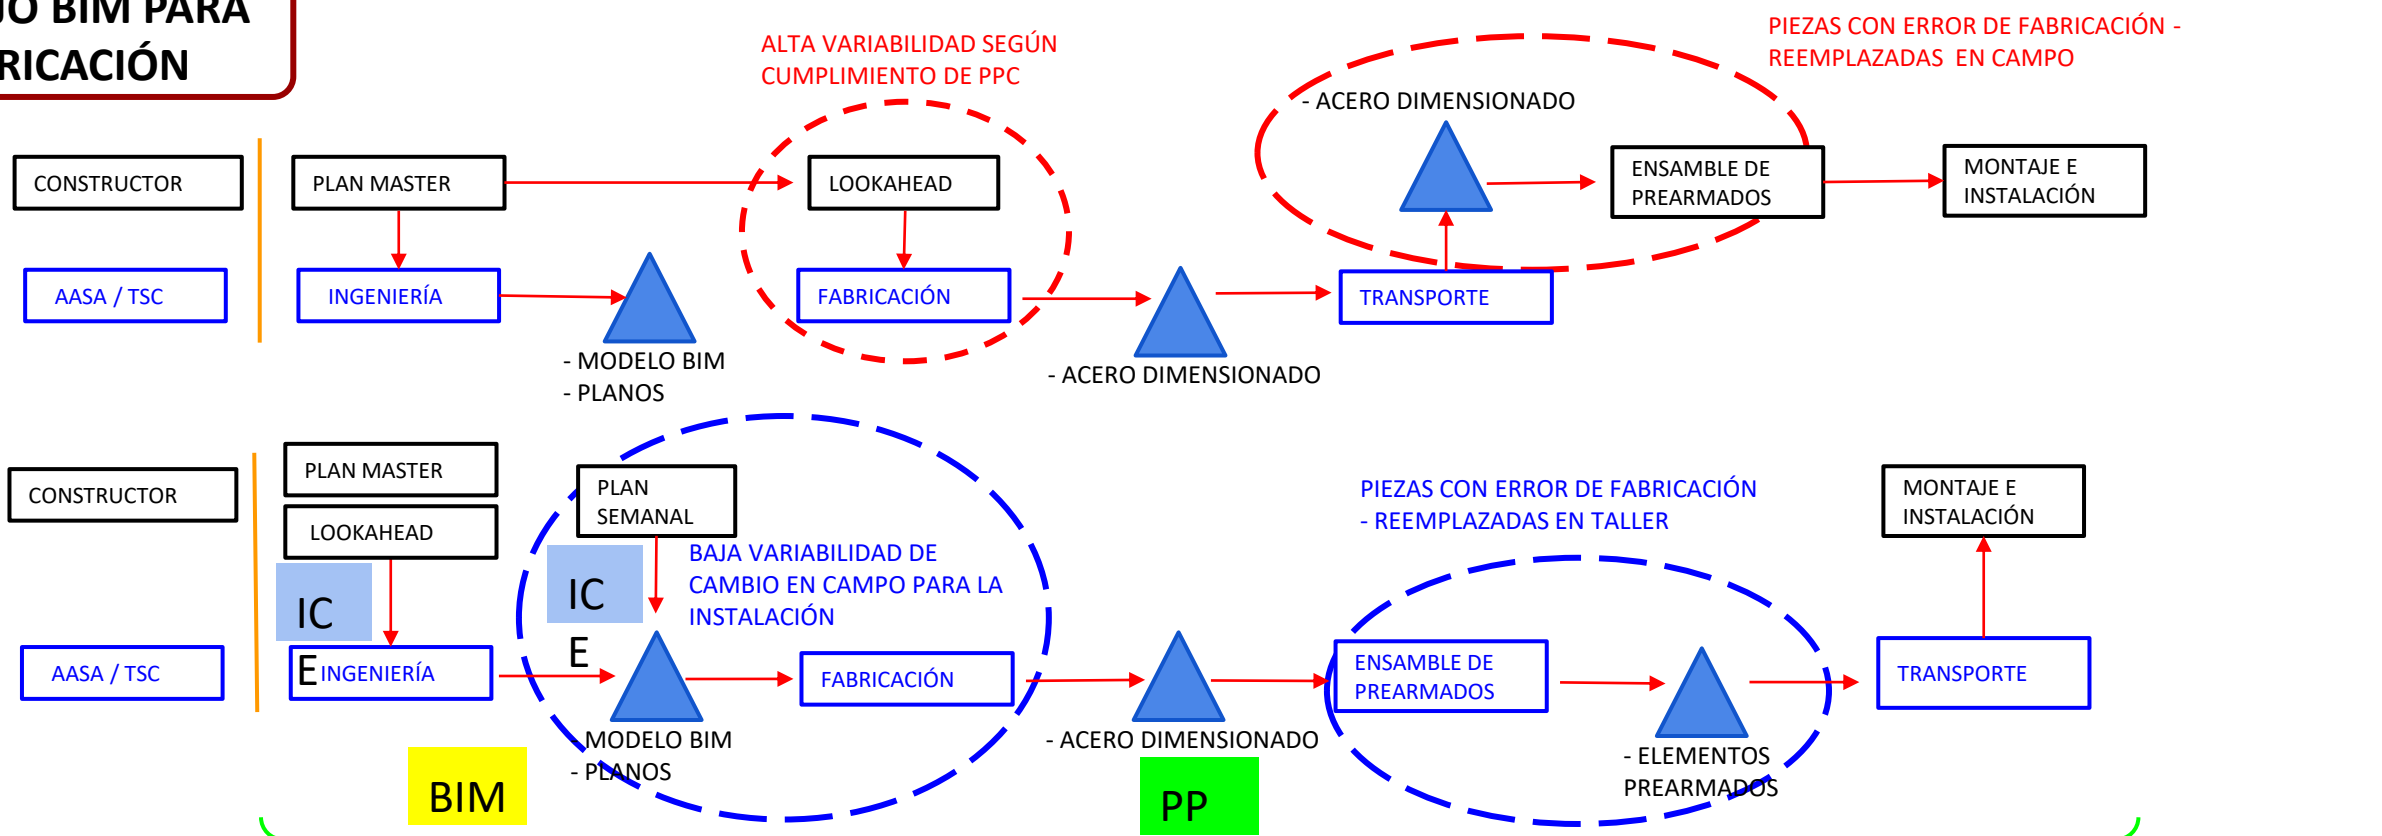 JO BIM PARA
RICACIÓN
ALTA VARIABILIDAD SEGÚN
CUMPLIMIENTO DE PPC
PIEZAS CON ERROR DE FABRICACIÓN -
REEMPLAZADAS EN CAMPO
- ACERO DIMENSIONADO
CONSTRUCTOR
PLAN MASTER
LOOKAHEAD
ENSAMBLE DE
PREARMADOS
MONTAJE E
INSTALACIÓN
AASA / TSC
INGENIERÍA
FABRICACIÓN
TRANSPORTE
- MODELO BIM
- PLANOS
- ACERO DIMENSIONADO
CONSTRUCTOR
PLAN MASTER
LOOKAHEAD
PLAN
SEMANAL
IC
E
IC
E
BAJA VARIABILIDAD DE
CAMBIO EN CAMPO PARA LA
INSTALACIÓN
PIEZAS CON ERROR DE FABRICACIÓN
- REEMPLAZADAS EN TALLER
MONTAJE E
INSTALACIÓN
AASA / TSC
INGENIERÍA
FABRICACIÓN
ENSAMBLE DE
PREARMADOS
TRANSPORTE
- MODELO BIM
- PLANOS
- ACERO DIMENSIONADO
- ELEMENTOS
PREARMADOS
BIM
PP